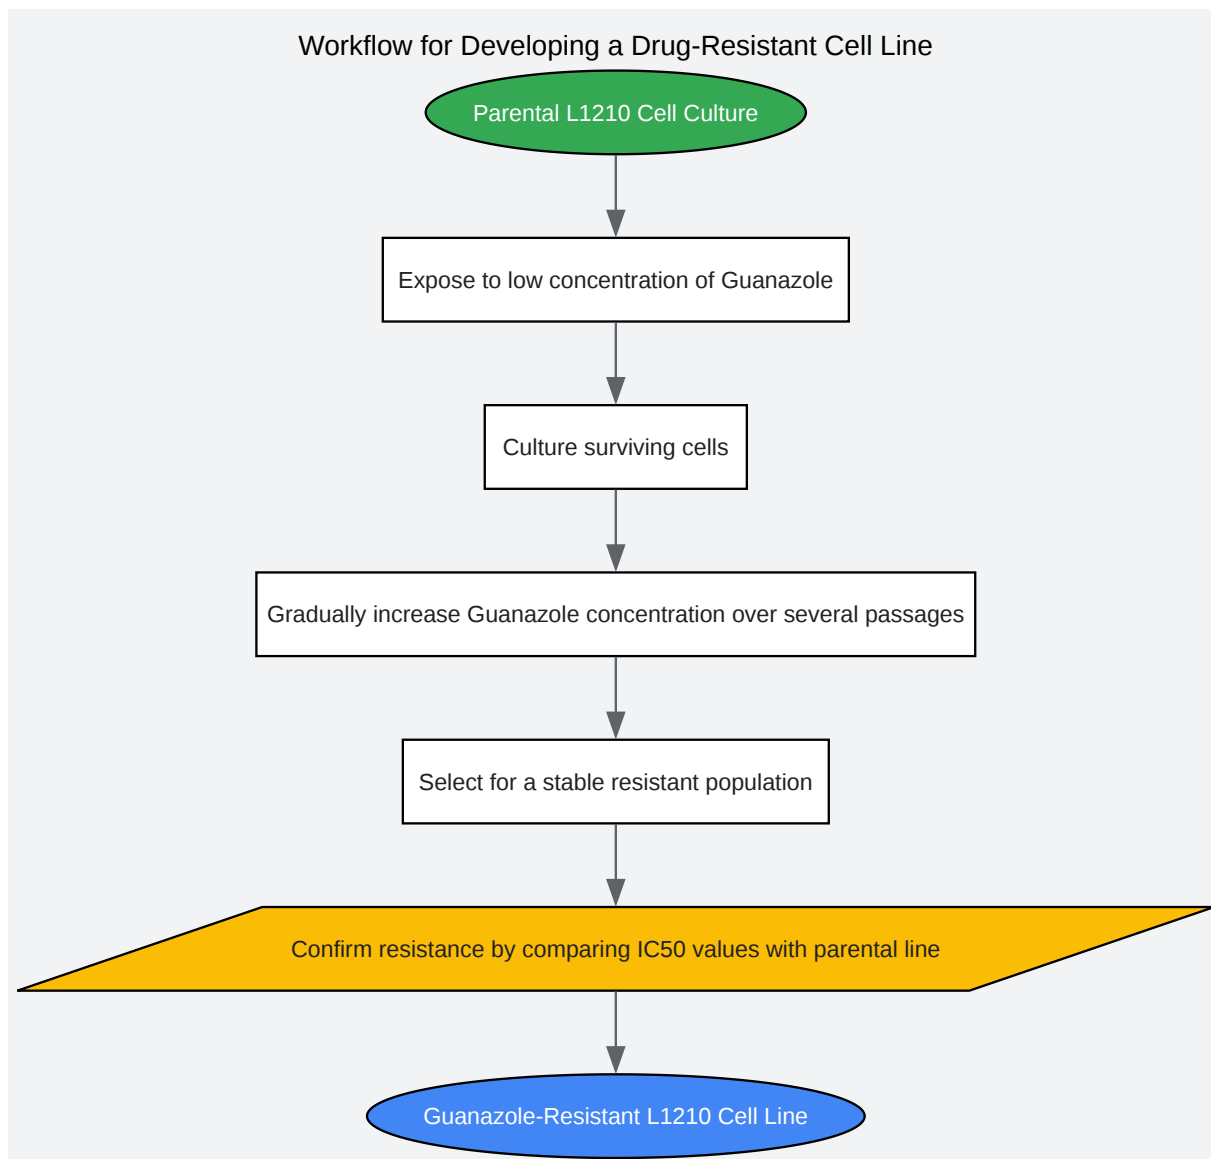 Workflow for Developing a Drug-Resistant Cell Line
Parental L1210 Cell Culture
Expose to low concentration of Guanazole
Culture surviving cells
Gradually increase Guanazole concentration over several passages
Select for a stable resistant population
Confirm resistance by comparing IC50 values with parental line
Guanazole-Resistant L1210 Cell Line